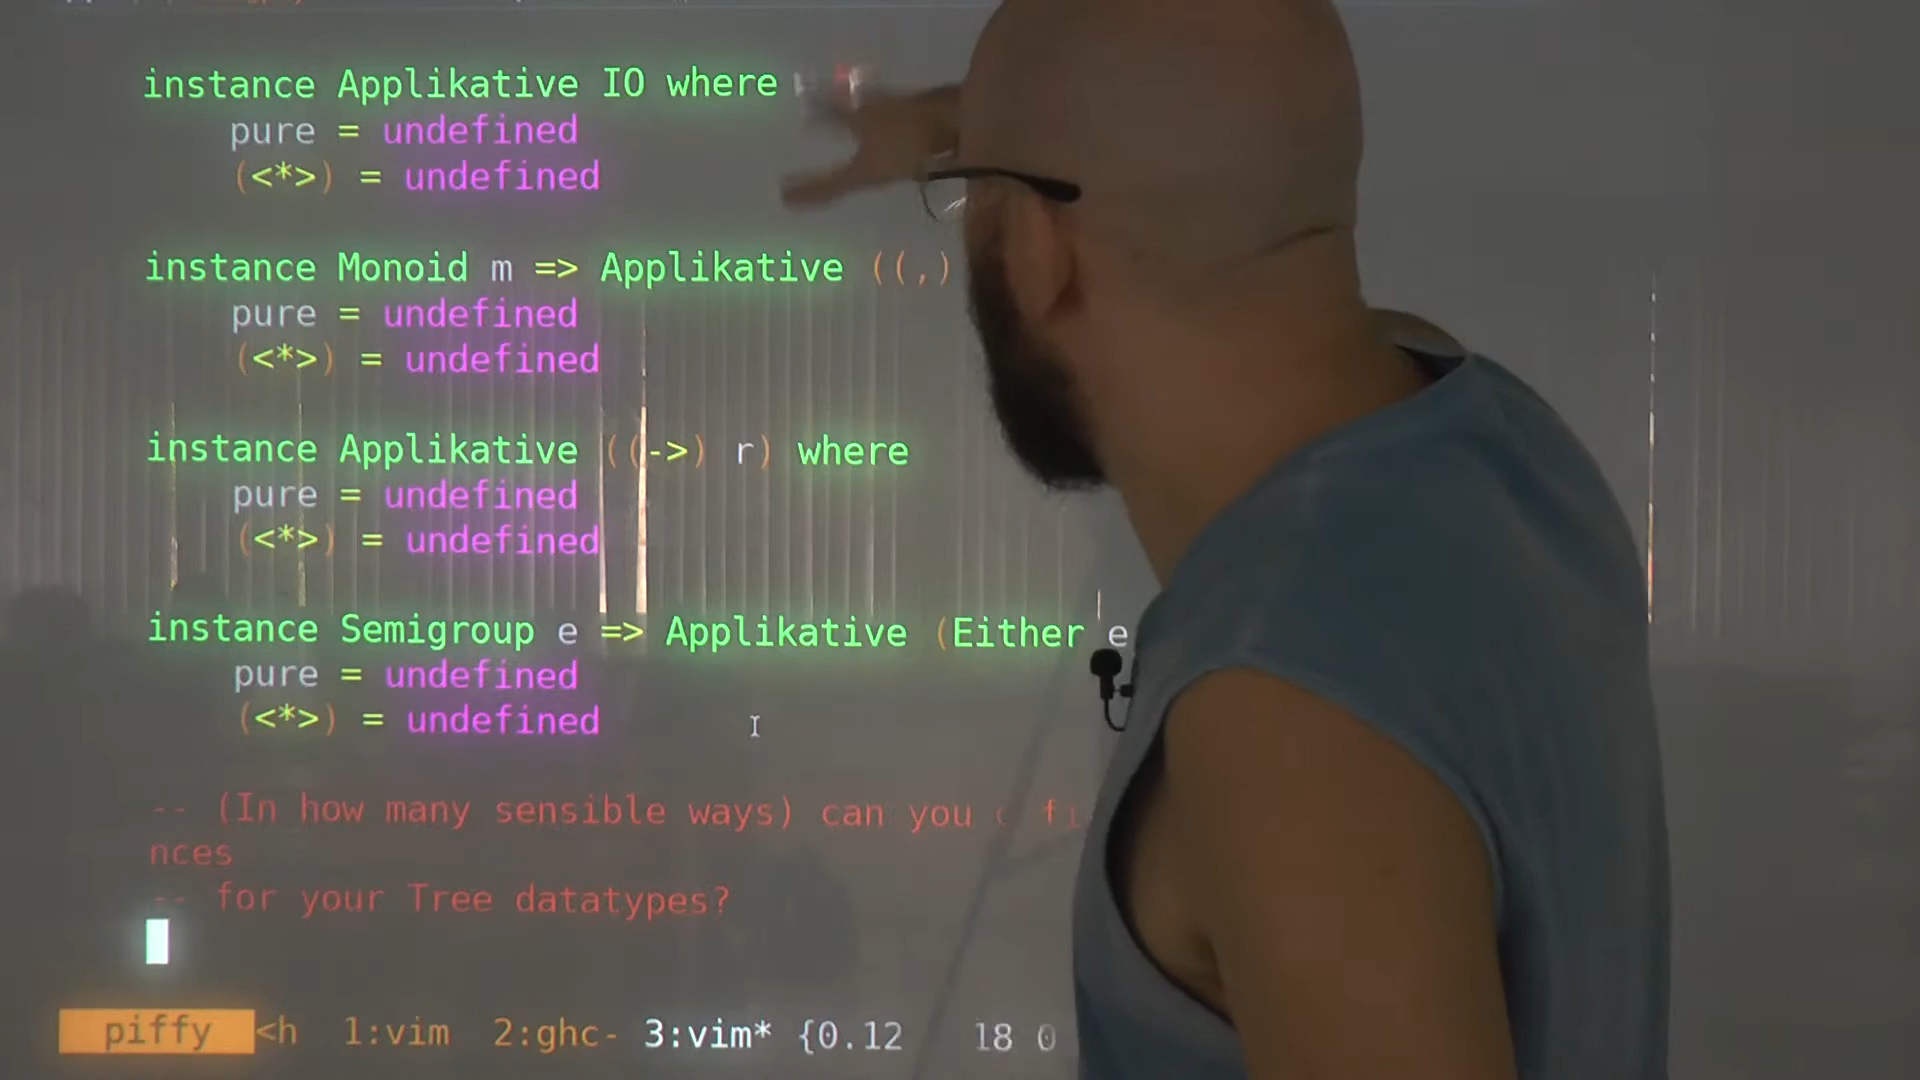 instance Applikative IO where
pure = undefined
(<*>) = undefined
instance Monoid m => Applikative ((,)
pure = undefined
(<*>) = undefined
instance Applikative ((->) r) where
pure = undefined
(<*>) = undefined
instance Semigroup e => Applikative (Either e
pure = undefined
(<*>) = undefined
-- (In how many sensible ways) can you
nces
-- for your Tree datatypes?
piffy <h 1:vim 2:ghc- 3:vim* {0.12 18 0